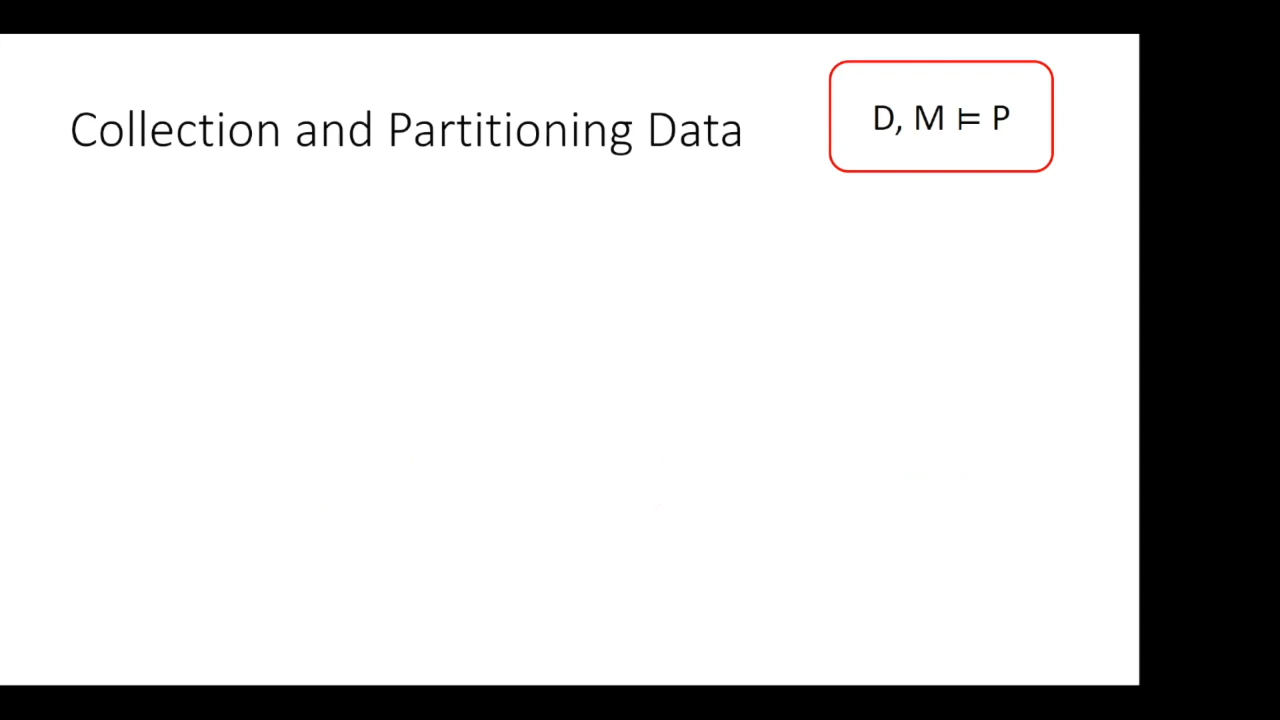 Collection and Partitioning Data
D, M ⊨ P